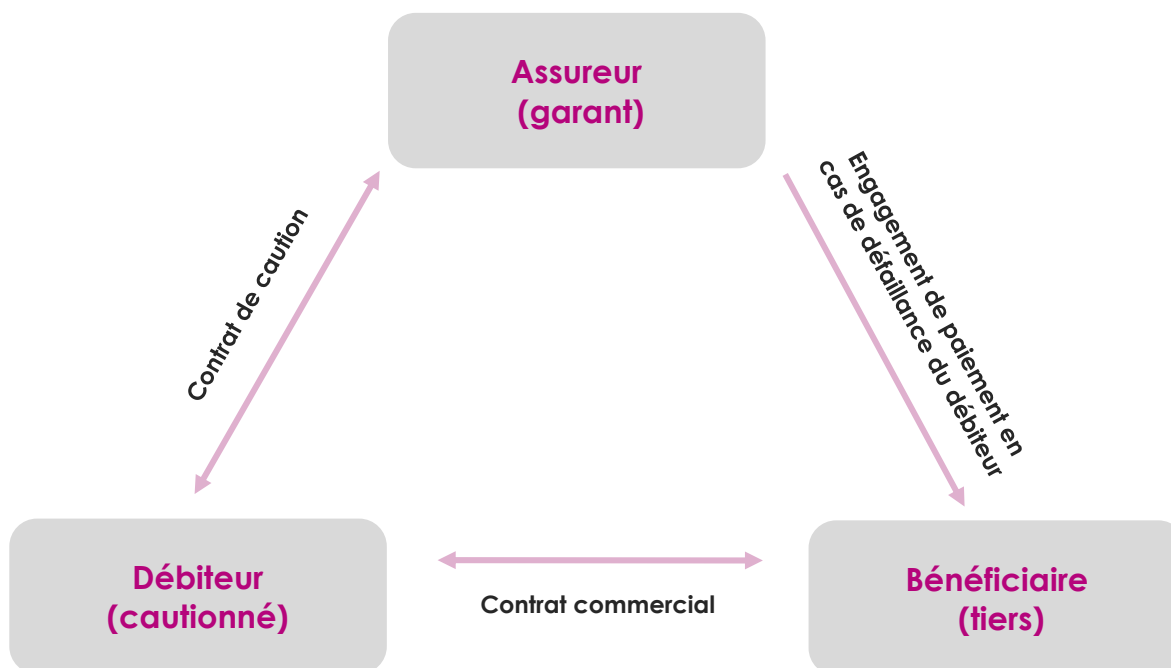 Assureur
(garant)
Engagement de paiement en
cas de défaillance du débiteur
Contrat de caution
Débiteur
(cautionné)
Contrat commercial
Bénéficiaire
(tiers)